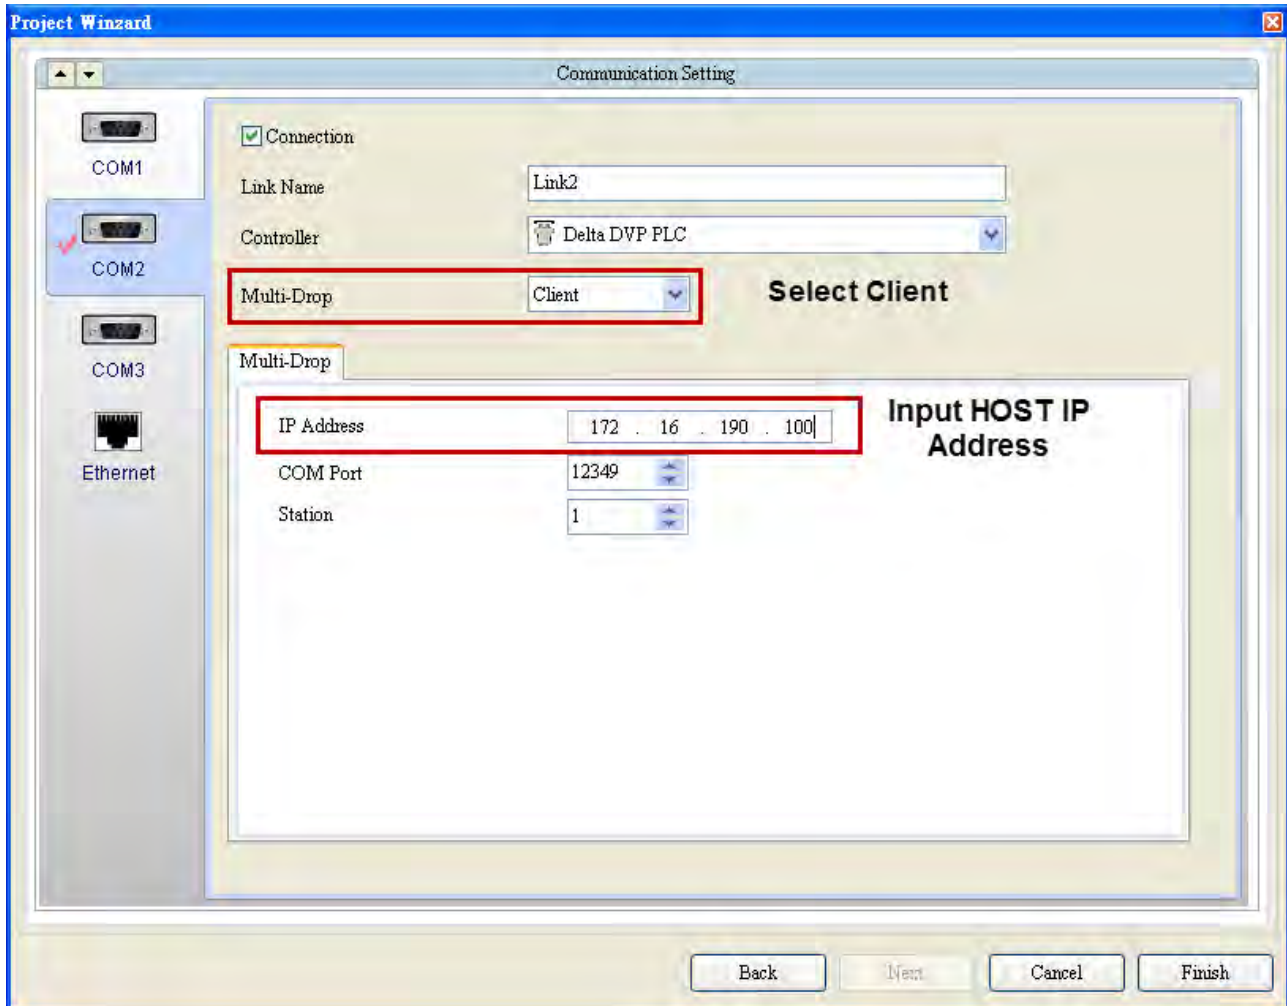 Project Winzard
Communication Setting
COM1
COM2
COM3
Ethernet
Connection
Link Name Link2
Controller Delta DVP PLC
Multi-Drop Client Select Client
Multi-Drop
IP Address 172 . 16 . 190 . 100 Input HOST IP
Address
COM Port 12349
Station 1
Back Next Cancel Finish